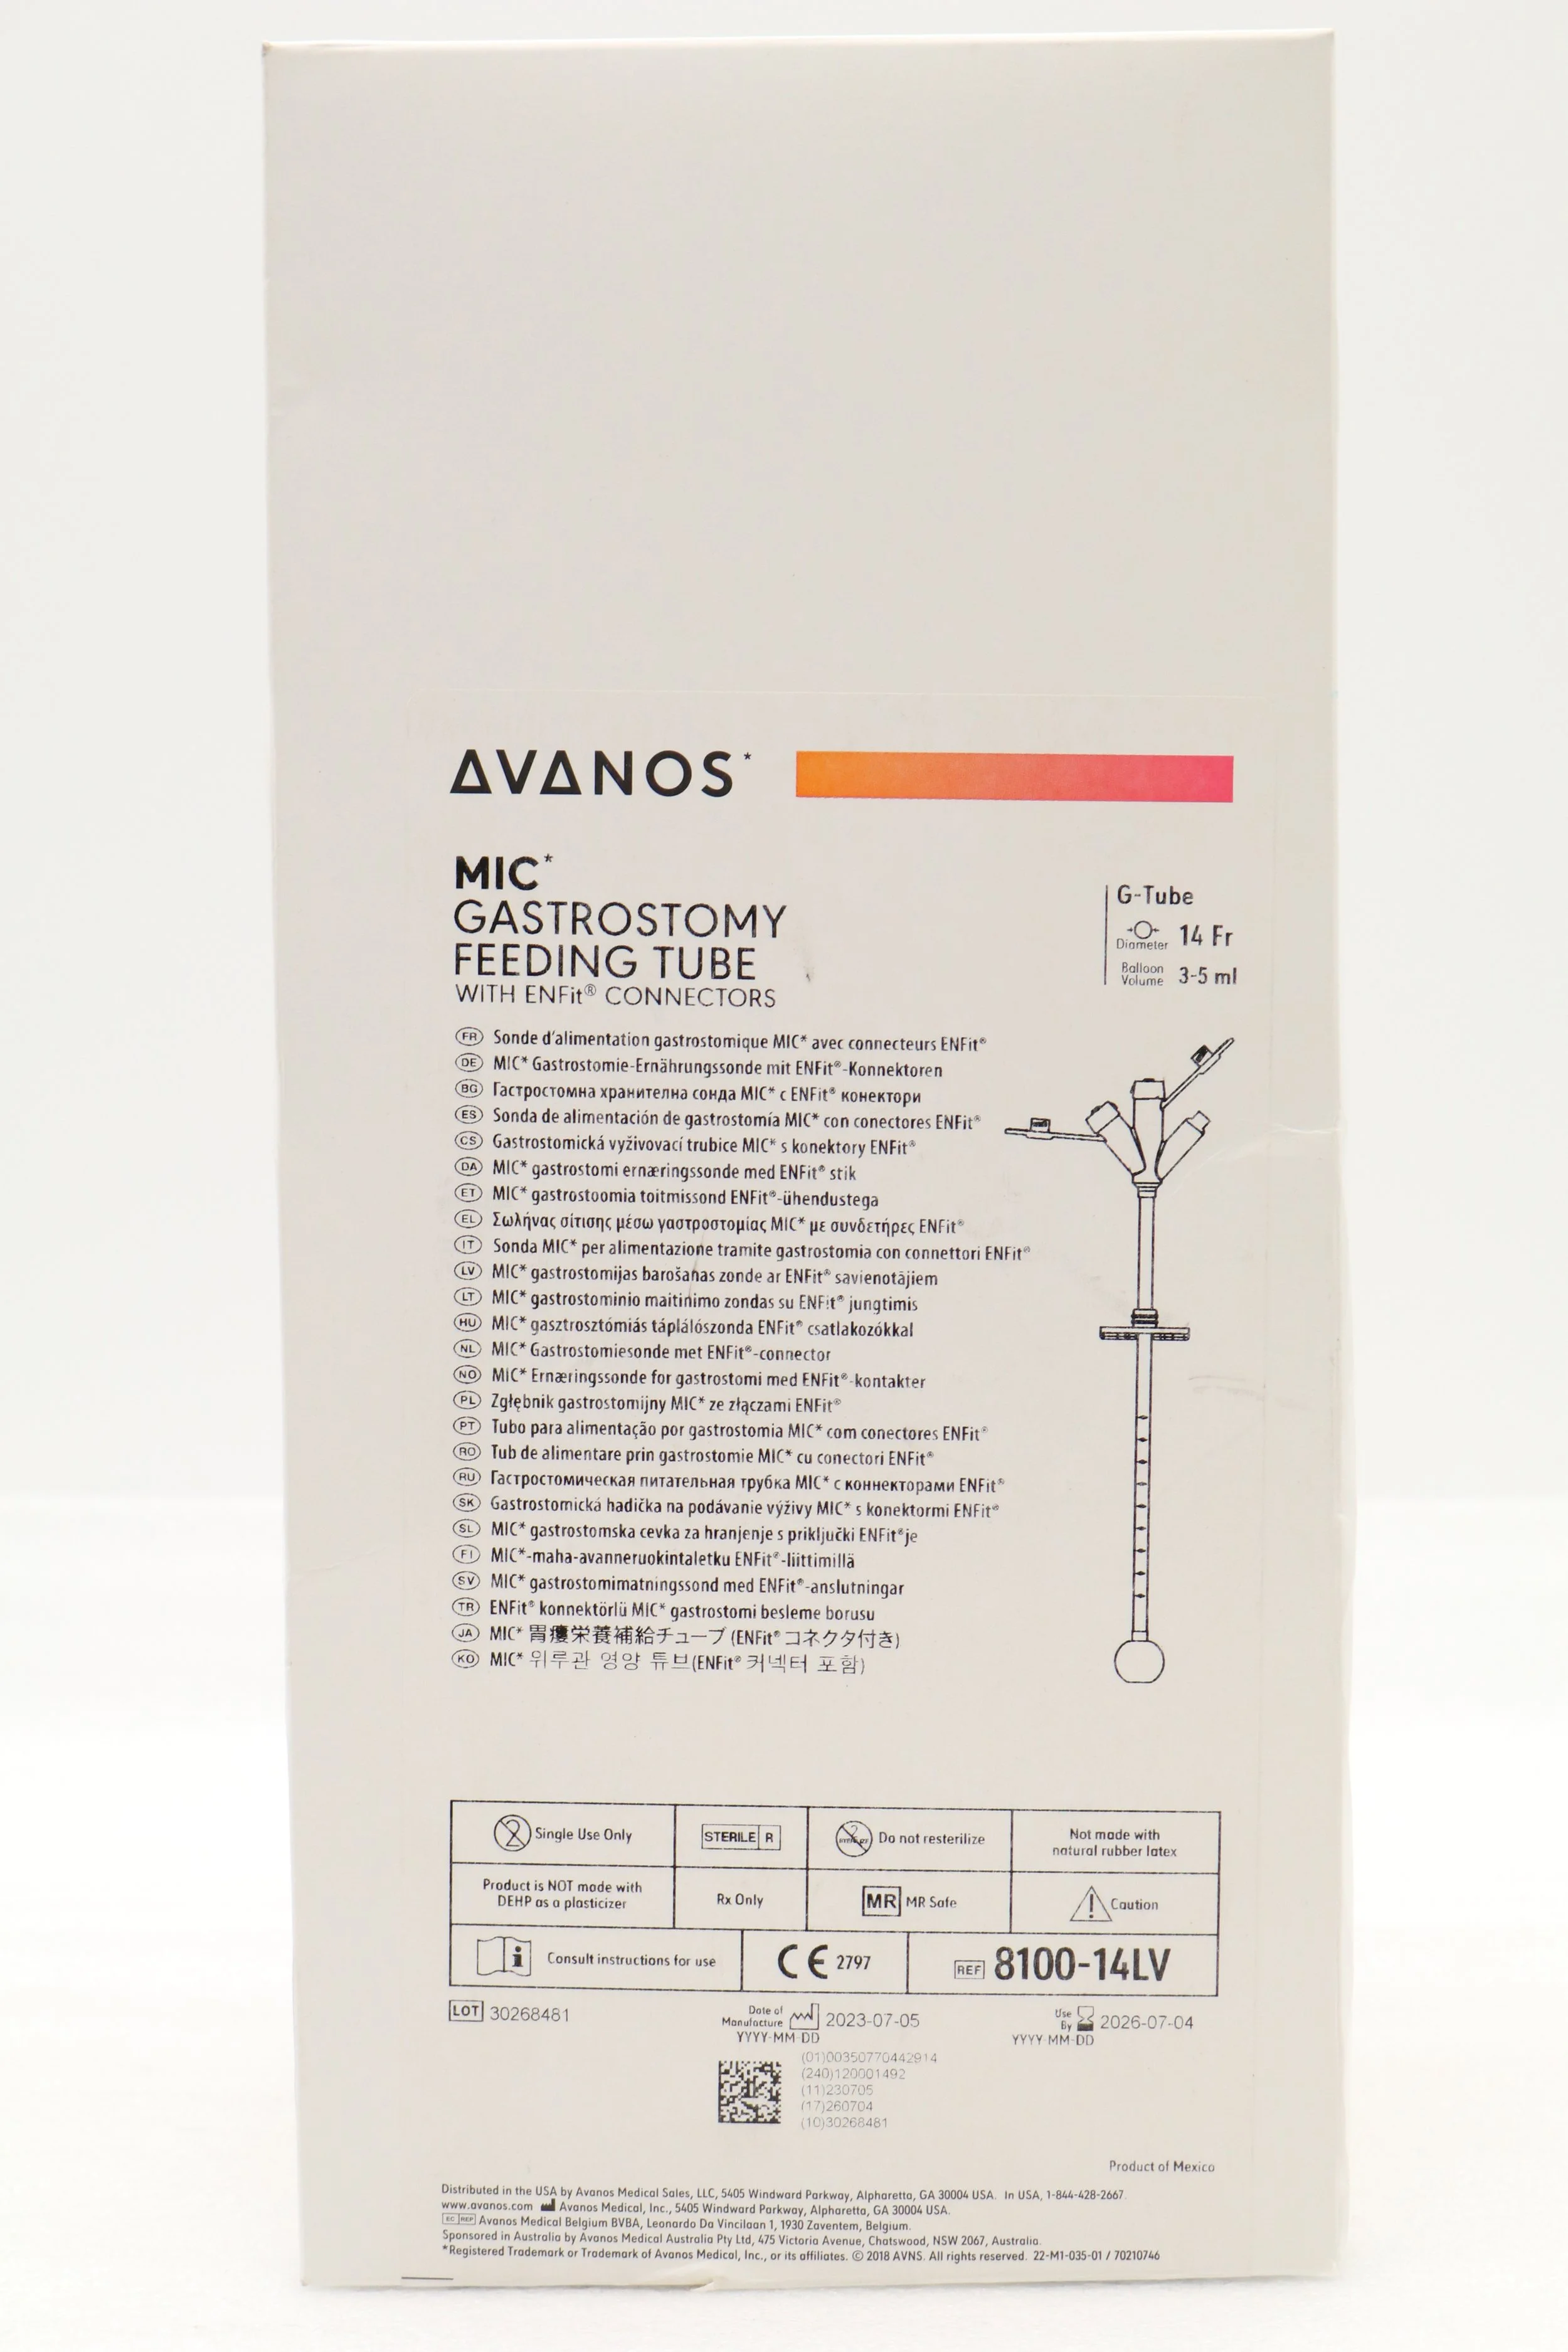 AVANOS*
MIC*
GASTROSTOMY
FEEDING TUBE
WITH ENFit® CONNECTORS
G-Tube
Diameter 14 Fr
Balloon
Volume 3-5 ml
FR Sonde d'alimentation gastrostomique MIC* avec connecteurs ENFit®
DE MIC* Gastrostomie-Ernährungssonde mit ENFit®-Konnektoren
BG Гастростомна хранителна сонда MIC* с ENFit® конектори
ES Sonda de alimentación de gastrostomía MIC* con conectores ENFit®
CS Gastrostomická vyživovací trubice MIC* s konektory ENFit®
DA MIC* gastrostomi ernæringssonde med ENFit® stik
ET MIC* gastrostoomia toitmissond ENFit®-ühendustega
EL Σωλήνας σίτισης μέσω γαστροστομίας MIC* με συνδετήρες ENFit®
IT Sonda MIC* per alimentazione tramite gastrostomia con connettori ENFit®
LV MIC* gastrostomijas barošanas zonde ar ENFit® savienotājiem
LT MIC* gastrostominio maitinimo zondas su ENFit® jungtimis
HU MIC* gasztrosztómiás táplálószonda ENFit® csatlakozókkal
NL MIC* Gastrostomiesonde met ENFit®-connector
NO MIC* Ernæringssonde for gastrostomi med ENFit®-kontakter
PL Zgłębnik gastrostomijny MIC* ze złączami ENFit®
PT Tubo para alimentação por gastrostomia MIC* com conectores ENFit®
RO Tub de alimentare prin gastrostomie MIC* cu conectori ENFit®
RU Гастростомическая питательная трубка MIC* с коннекторами ENFit®
SK Gastrostomická hadička na podávanie výživy MIC* s konektormi ENFit®
SL MIC* gastrostomska cevka za hranjenje s priključki ENFit®je
FI MIC*-maha-avanneruokintaletku ENFit®-liittimillä
SV MIC* gastrostomimatningssond med ENFit®-anslutningar
TR ENFit® konnektörlü MIC* gastrostomi besleme borusu
JA MIC* 胃瘻栄養補給チューブ (ENFit® コネクタ付き)
KO MIC* 위루관 영양 튜브(ENFit® 커넥터 포함)
2 Single Use Only
STERILE R
Do not resterilize
Not made with
natural rubber latex
Product is NOT made with
DEHP as a plasticizer
Rx Only
MR MR Safe
Caution
i Consult instructions for use
CE 2797
REF 8100-14LV
LOT 30268481
Date of
Manufacture 2023-07-05
YYYY-MM-DD
Use
By 2026-07-04
YYYY-MM-DD
(01)00350770442914
(240)120001492
(11)230705
(17)260704
(10)30268481
Product of Mexico
Distributed in the USA by Avanos Medical Sales, LLC, 5405 Windward Parkway, Alpharetta, GA 30004 USA. In USA, 1-844-428-2667.
www.avanos.com Avanos Medical, Inc., 5405 Windward Parkway, Alpharetta, GA 30004 USA.
EC REP Avanos Medical Belgium BVBA, Leonardo Da Vincilaan 1, 1930 Zaventem, Belgium.
Sponsored in Australia by Avanos Medical Australia Pty Ltd, 475 Victoria Avenue, Chatswood, NSW 2067, Australia.
*Registered Trademark or Trademark of Avanos Medical, Inc., or its affiliates. © 2018 AVNS. All rights reserved. 22-M1-035-01 / 70210746